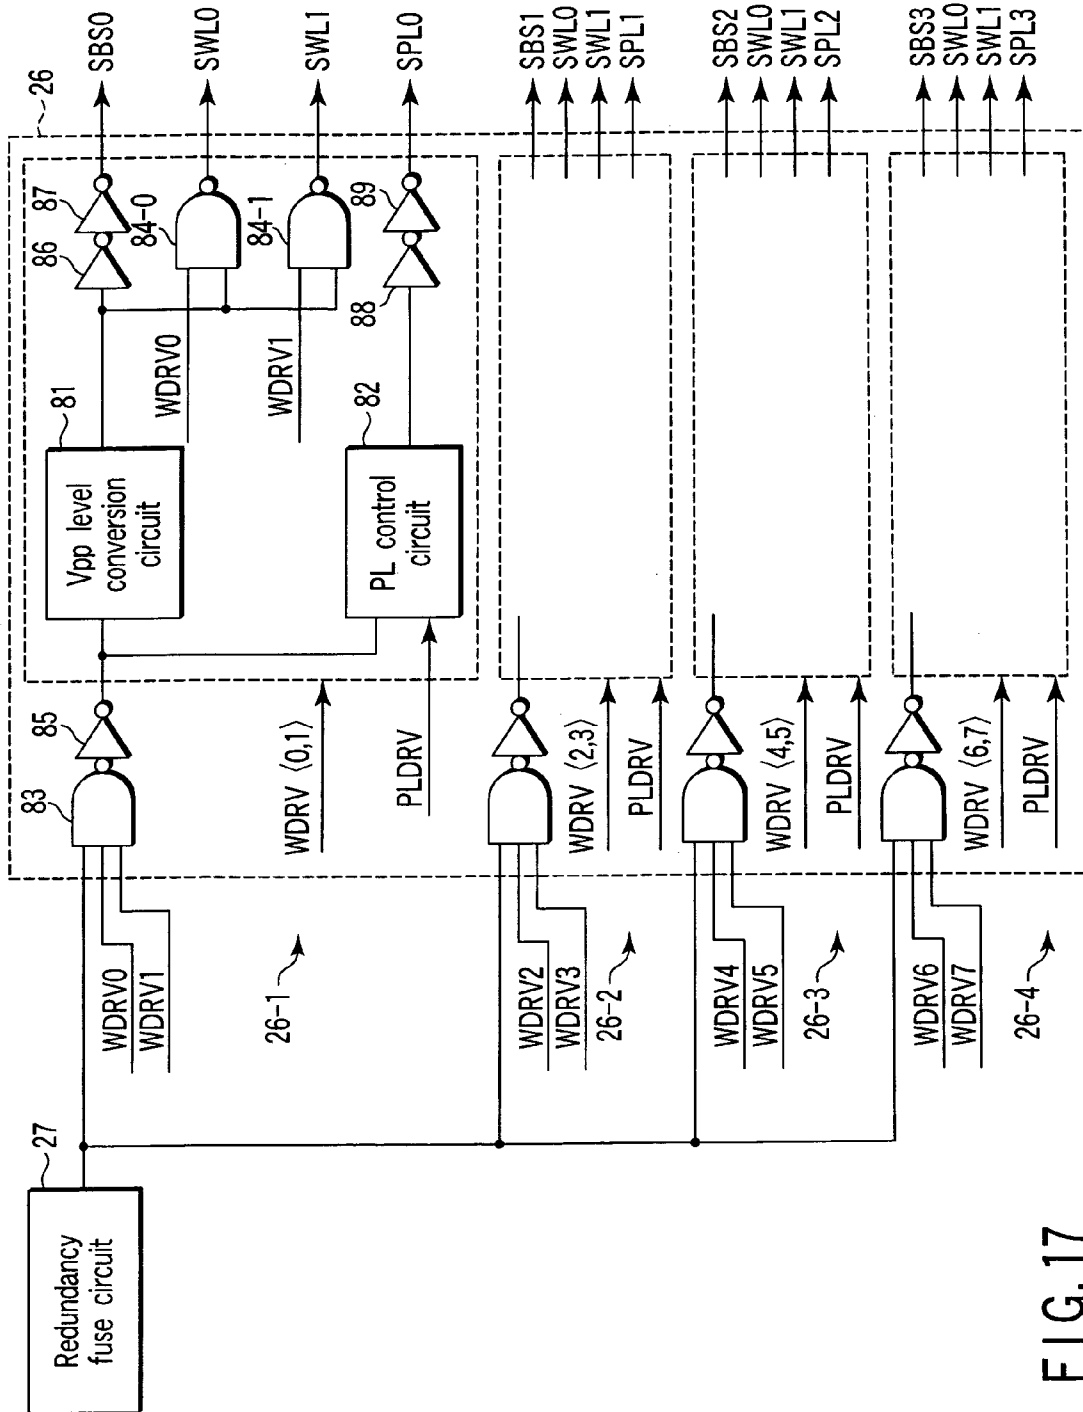 26
87
86
SBS0
84-0
SWL0
84-1
SWL1
89
88
SPL0
81
Vpp level
conversion
circuit
WDRV0
WDRV1
82
PL control
circuit
85
83
WDRV ⟨0,1⟩
PLDRV
WDRV0
WDRV1
26-1
27
Redundancy
fuse circuit
SBS1
SWL0
SWL1
SPL1
WDRV ⟨2,3⟩
PLDRV
WDRV2
WDRV3
26-2
SBS2
SWL0
SWL1
SPL2
WDRV ⟨4,5⟩
PLDRV
WDRV4
WDRV5
26-3
SBS3
SWL0
SWL1
SPL3
WDRV ⟨6,7⟩
PLDRV
WDRV6
WDRV7
26-4
FIG. 17